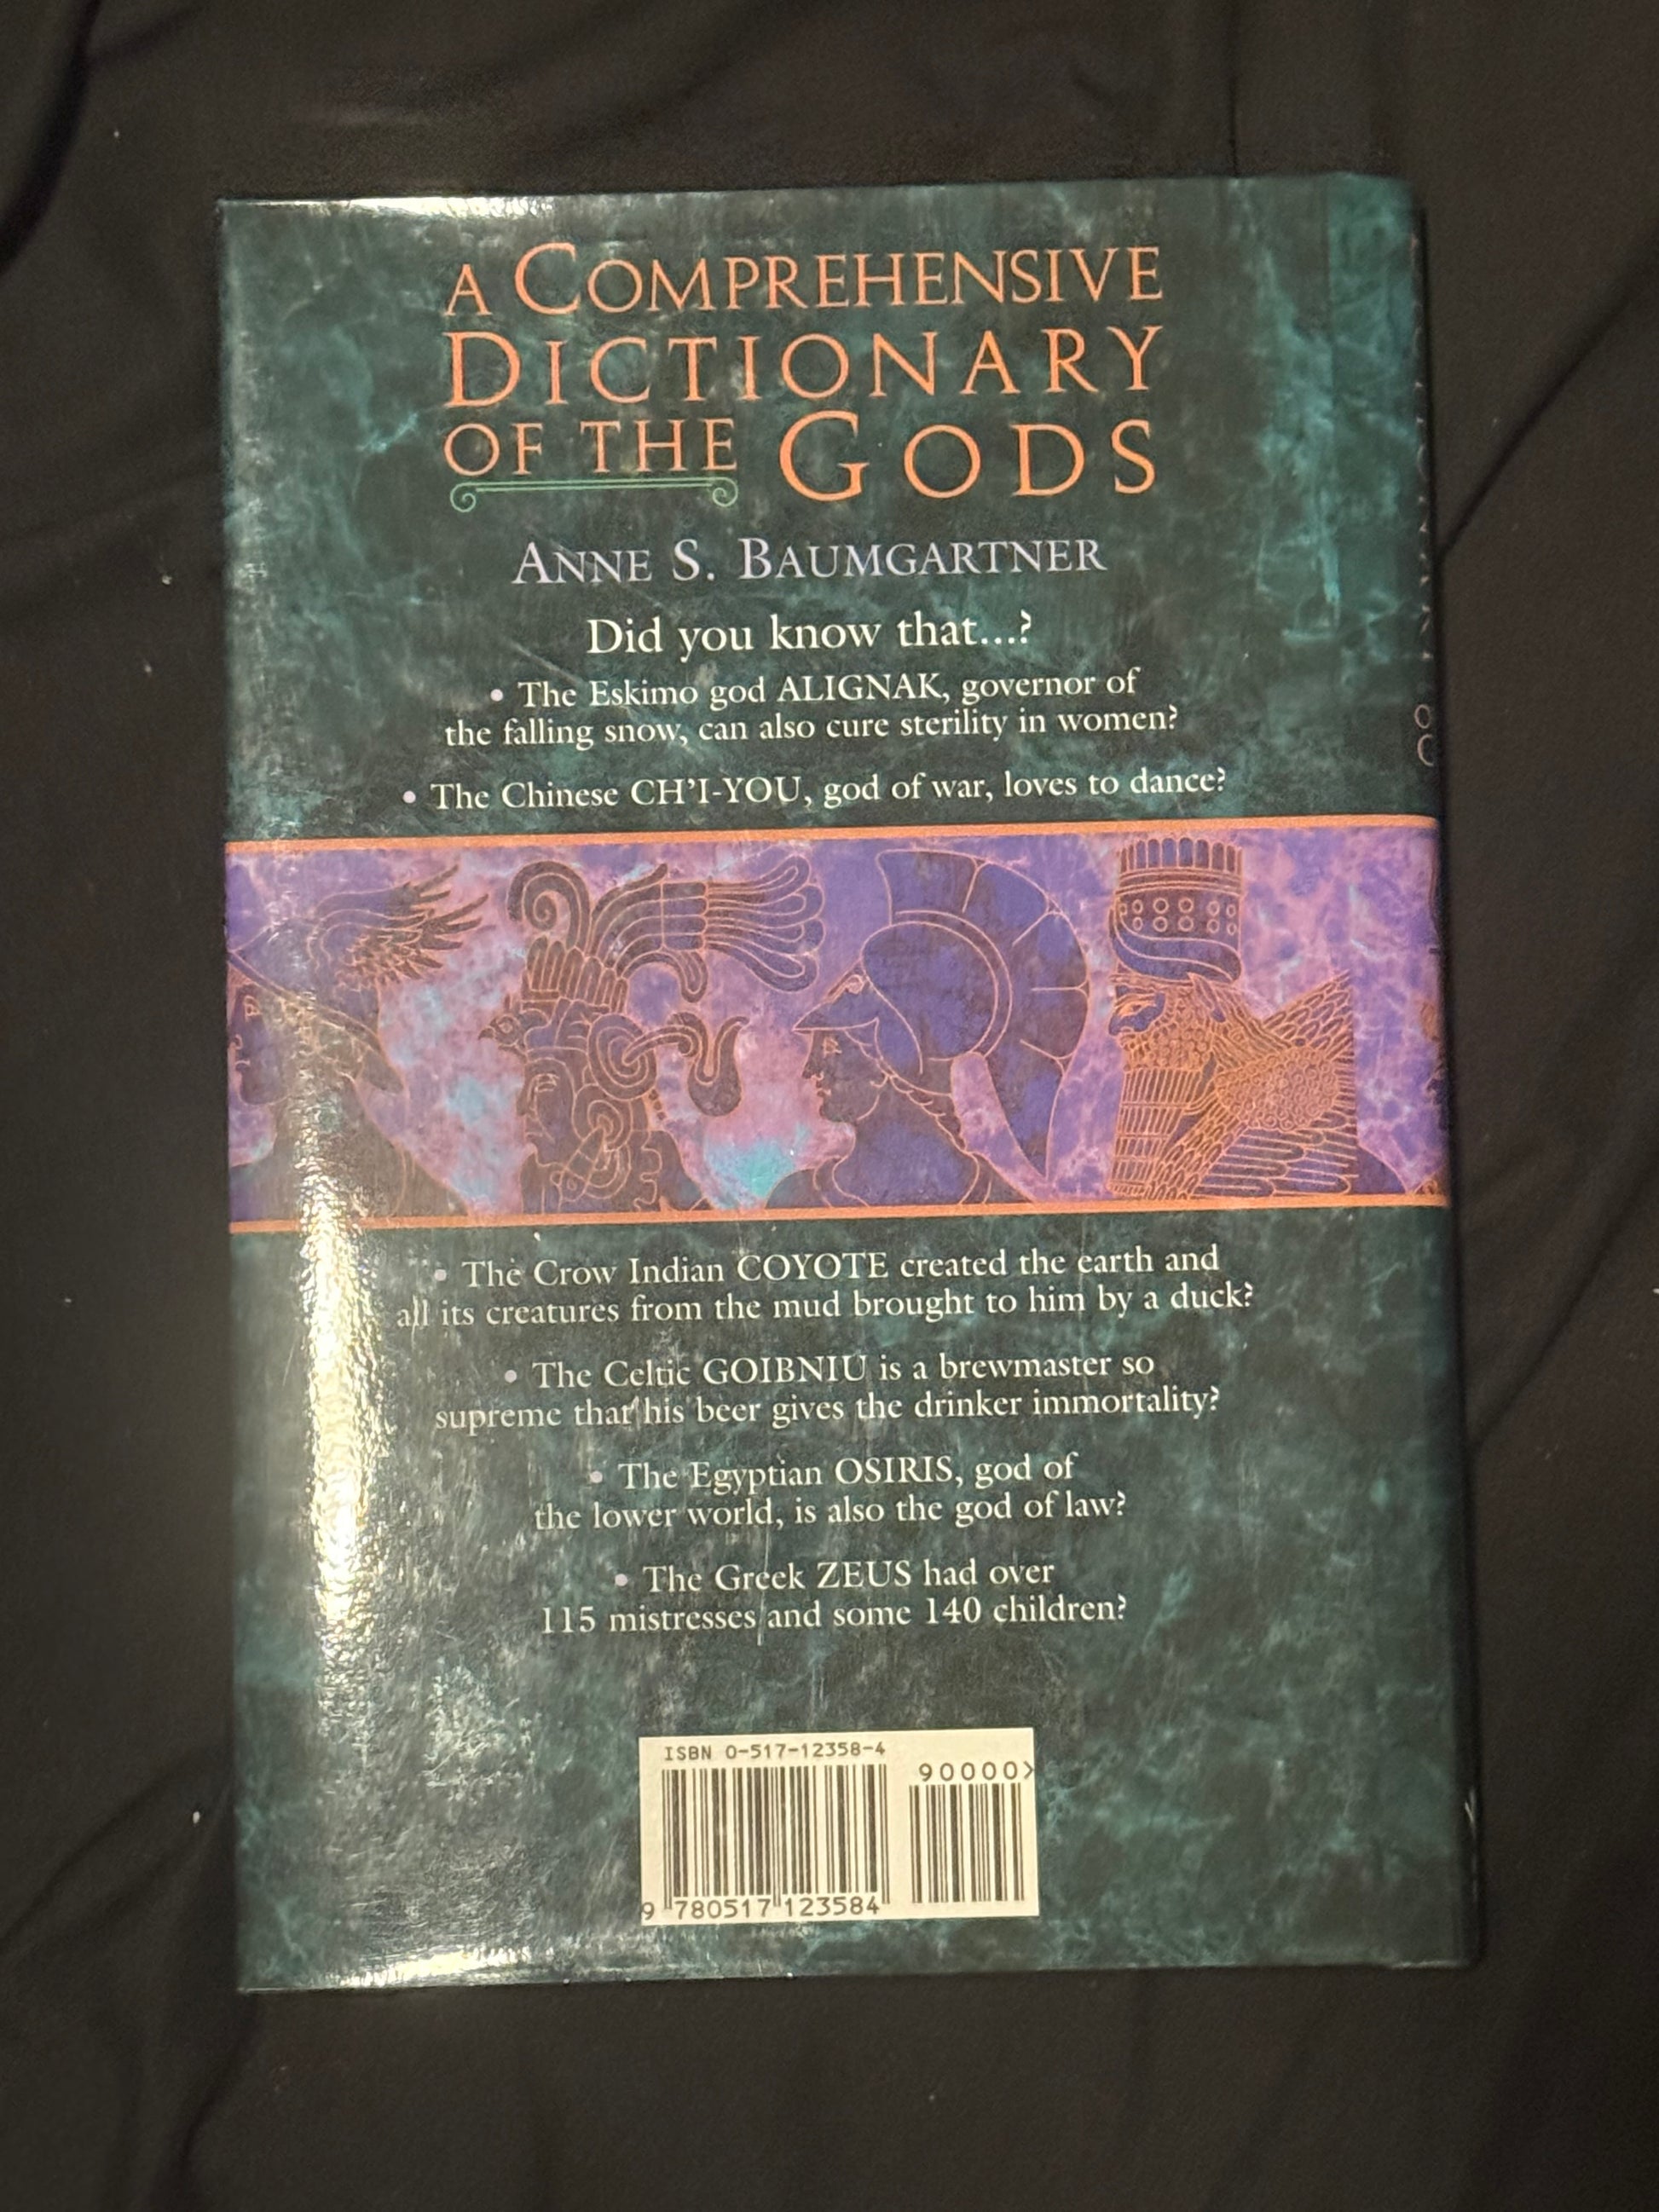 A COMPREHENSIVE
DICTIONARY
OF THE GODS
ANNE S. BAUMGARTNER
Did you know that...?
• The Eskimo god ALIGNAK, governor of
the falling snow, can also cure sterility in women?
• The Chinese CH'I-YOU, god of war, loves to dance?
• The Crow Indian COYOTE created the earth and
all its creatures from the mud brought to him by a duck?
• The Celtic GOIBNIU is a brewmaster so
supreme that his beer gives the drinker immortality?
• The Egyptian OSIRIS, god of
the lower world, is also the god of law?
• The Greek ZEUS had over
115 mistresses and some 140 children?
ISBN 0-517-12358-4
90000>
9 780517 123584